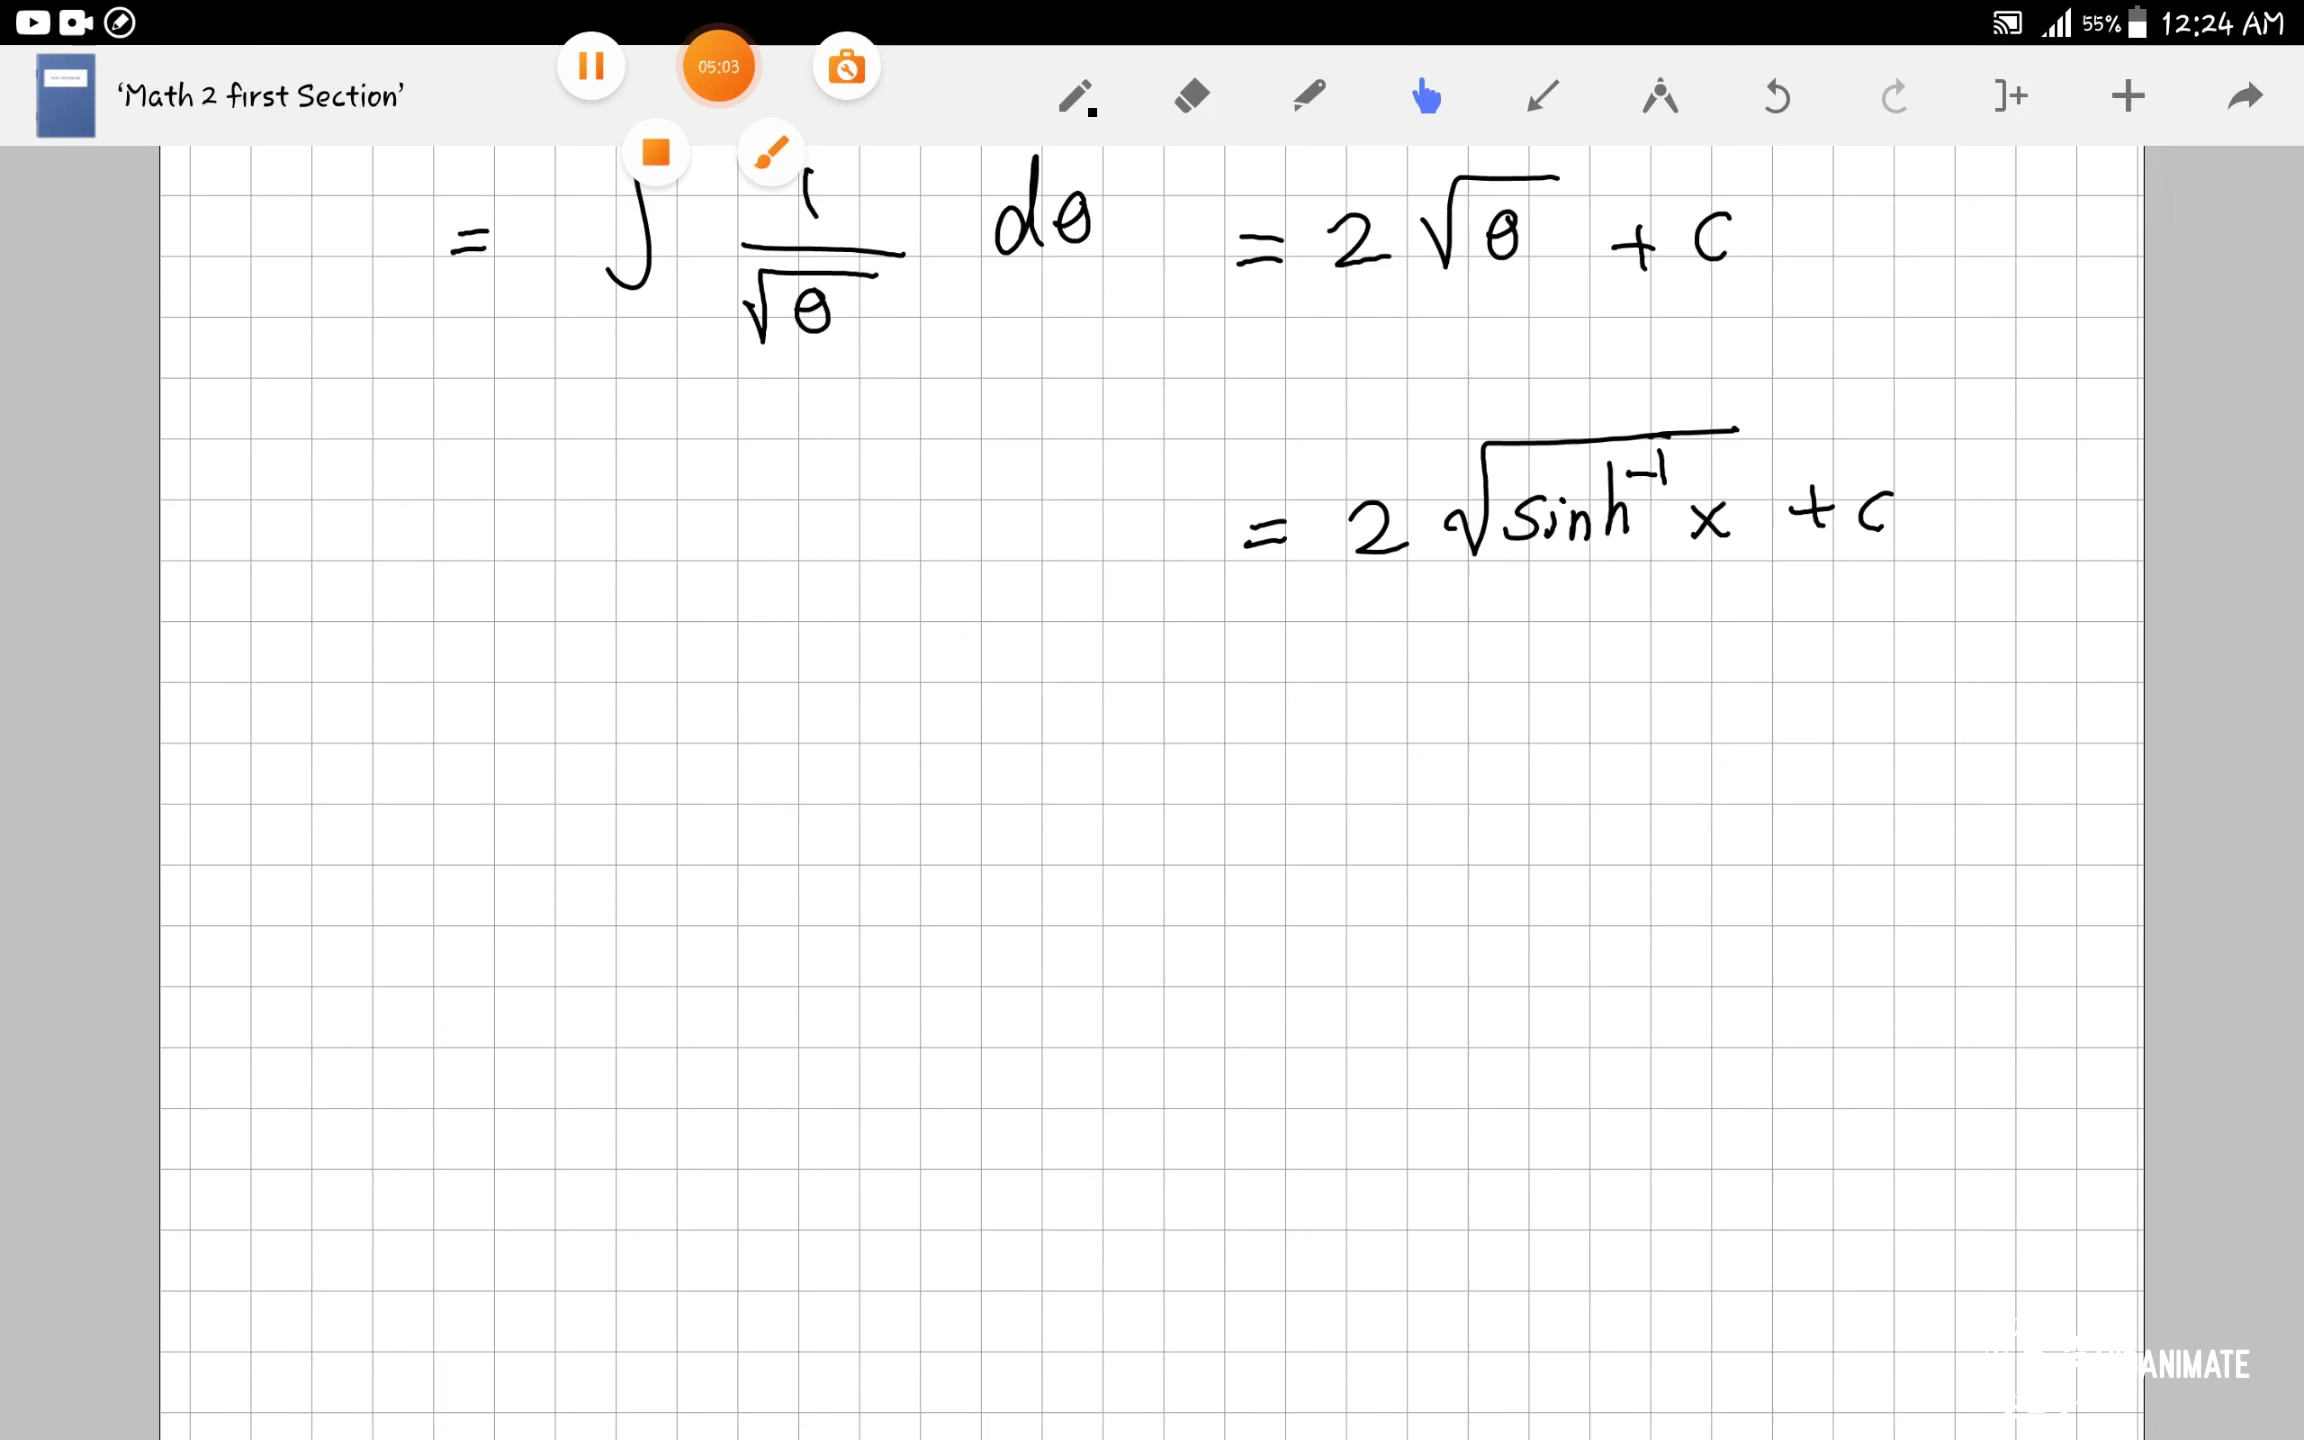 55% 12:24 AM
‘Math 2 first Section’
05:03
= ∫ 1/√θ dθ = 2 √θ + c
= 2 √(sinh⁻¹ x) + c
ANIMATE